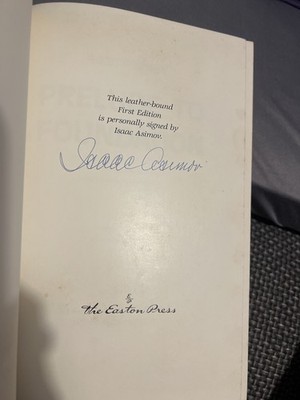 This leather-bound
First Edition
is personally signed by
Isaac Asimov.
Isaac Asimov
The Easton Press